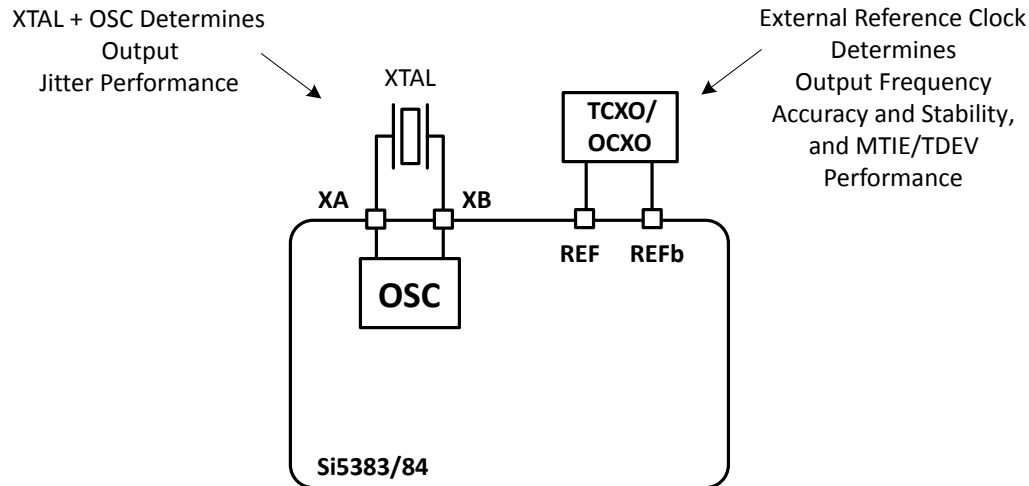 XTAL + OSC Determines
Output
Jitter Performance
XTAL
External Reference Clock
Determines
Output Frequency
Accuracy and Stability,
and MTIE/TDEV
Performance
TCXO/
OCXO
XA
XB
REF
REFb
OSC
Si5383/84